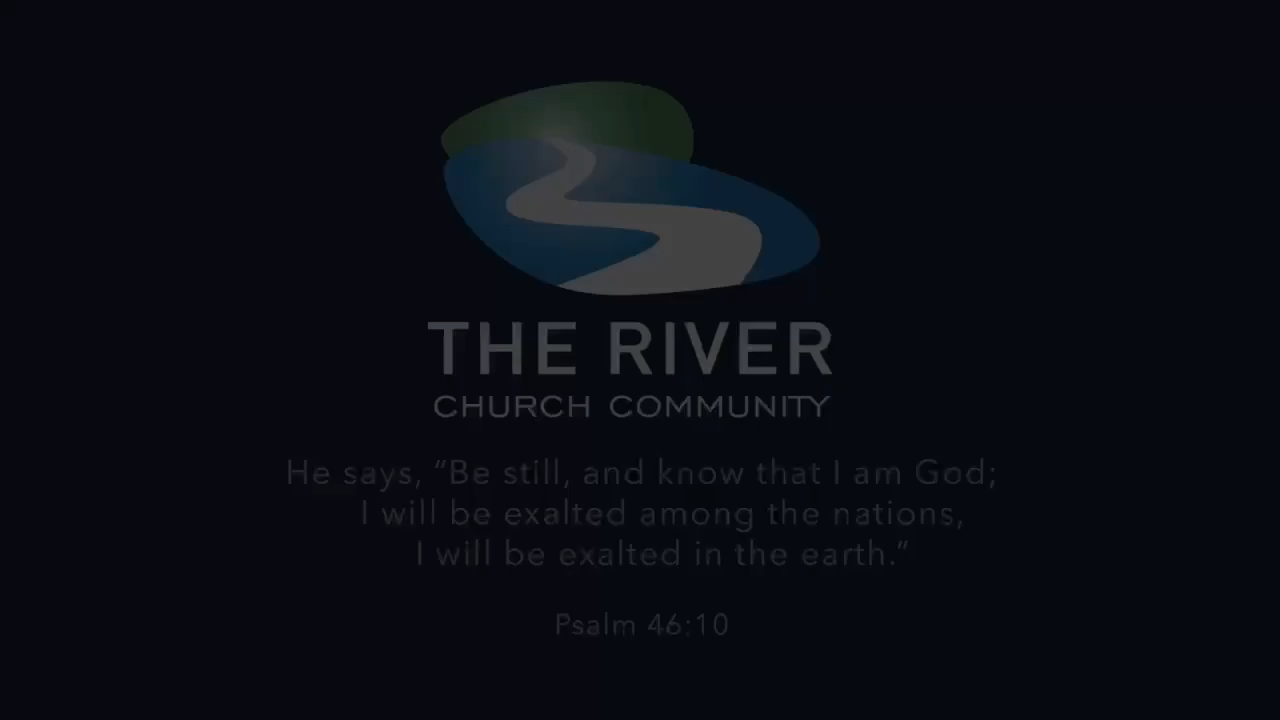 THE RIVER
CHURCH COMMUNITY
He says, “Be still, and know that I am God;
I will be exalted among the nations,
I will be exalted in the earth.”
Psalm 46:10